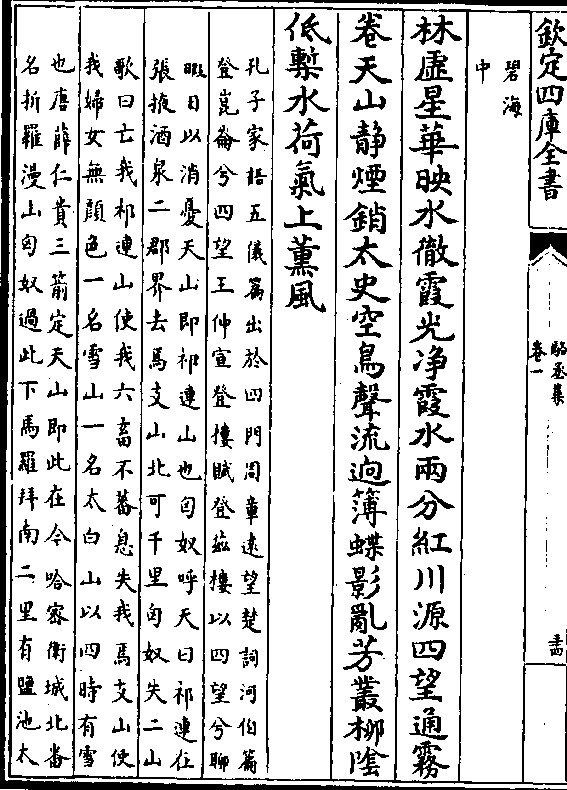 欽定四庫全書
駱丞集
卷一
碧海
中
林虛星華映水徹霞光浄霞水兩分紅川源四望通霧
卷天山静煙銷太史空鳥聲流迥薄蝶影亂芳叢柳隂
低槧水荷氣上薫風
孔子家語五儀篇出於四門周章逺望楚詞河伯篇
登崑崙兮四望王仲宣登樓賦登兹樓以四望兮聊
暇日以消憂天山即祁連山也匈奴呼天曰祁連在
張掖酒泉二郡界去焉支山北可千里匈奴失二山
歌曰亡我祁連山使我六畜不蕃息失我焉支山使
我婦女無顔色一名雪山一名太白山以四時有雪
也唐薛仁貴三箭定天山即此在今哈密衛城北番
名折羅漫山匈奴過此下馬羅拜南二里有鹽池太